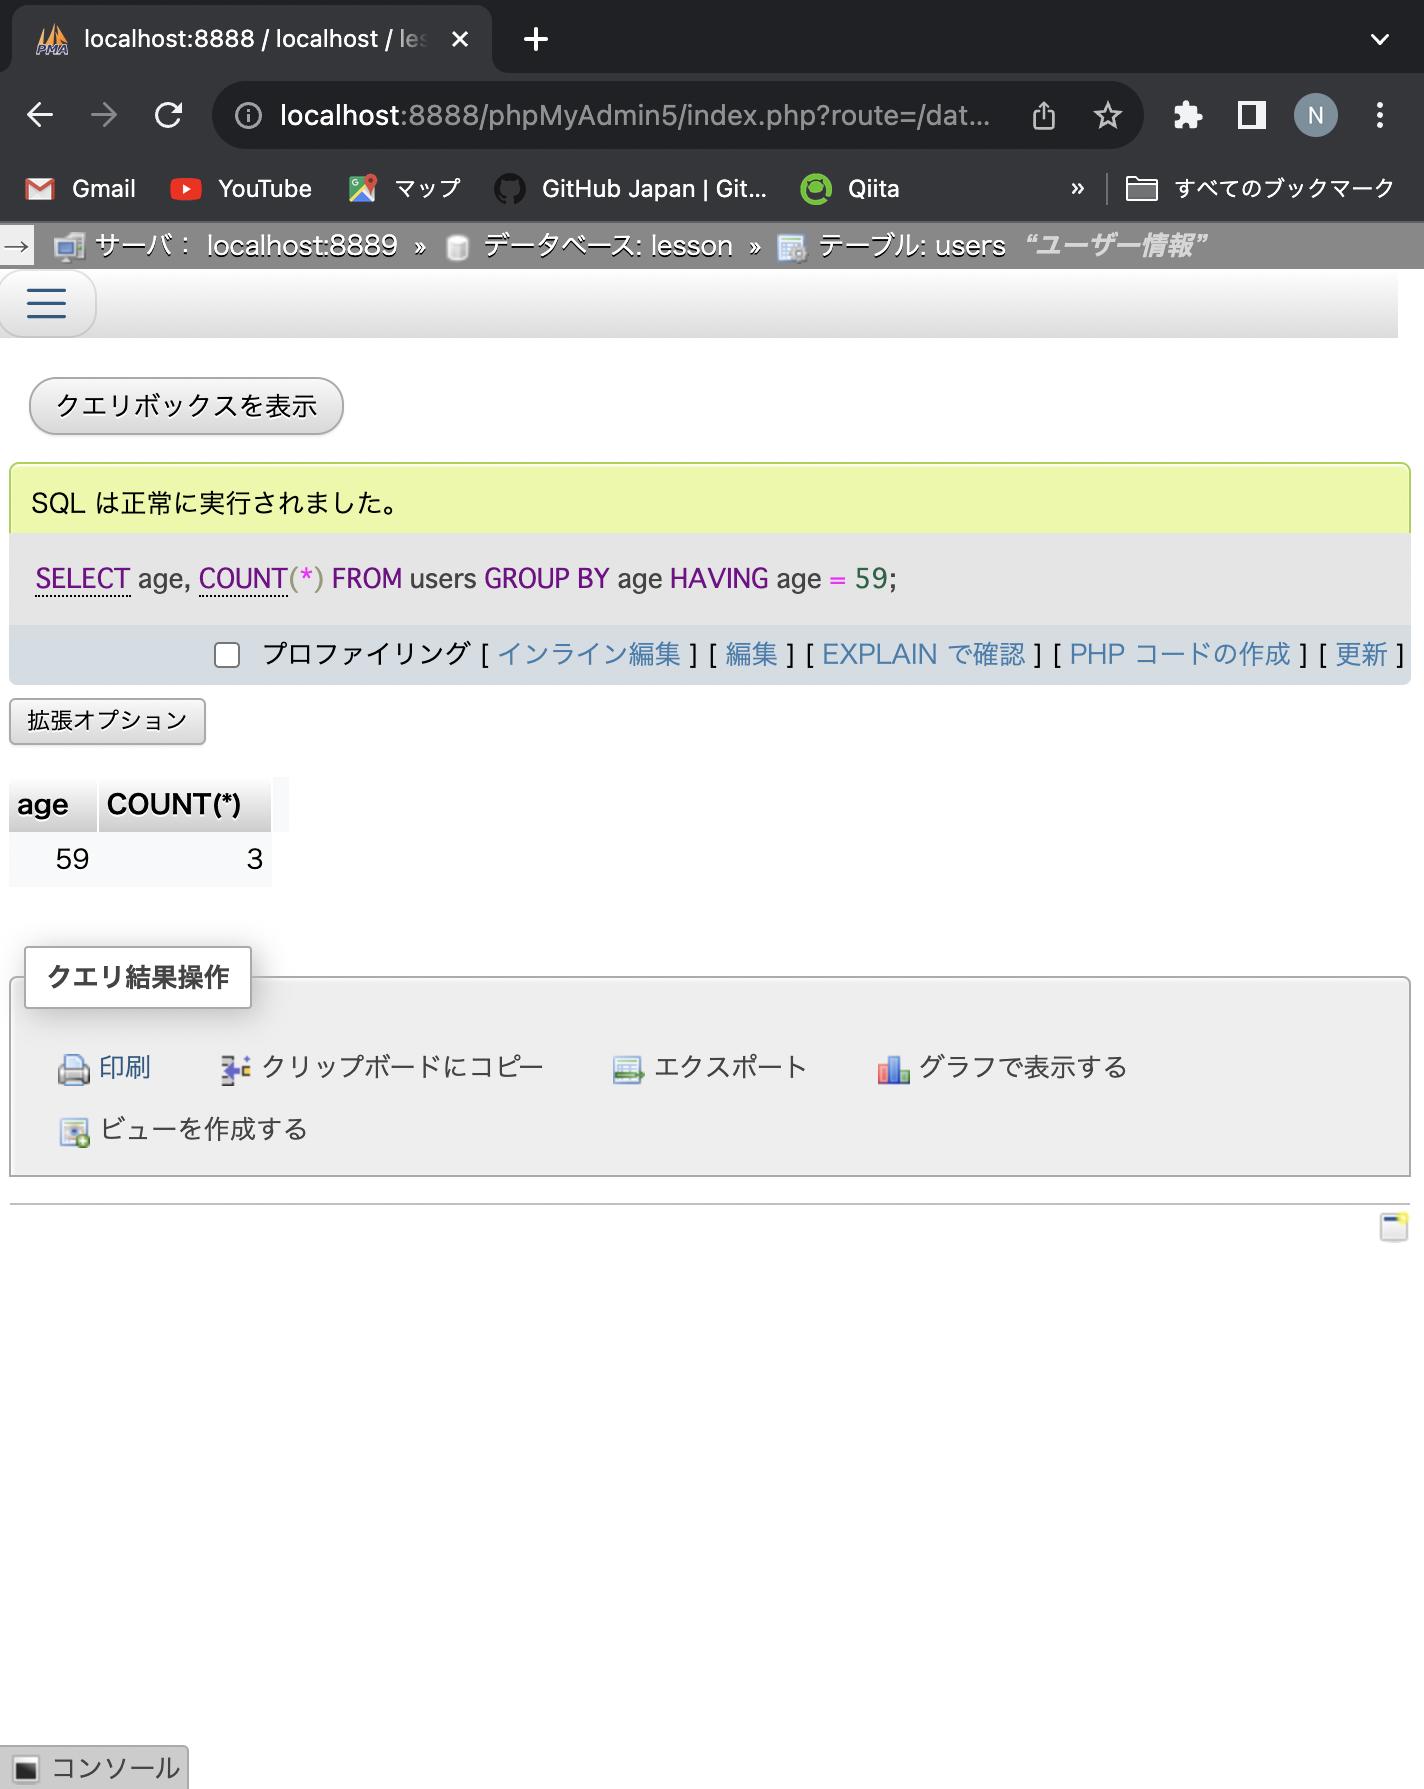 localhost:8888 / localhost / les
localhost:8888/phpMyAdmin5/index.php?route=/dat...
N
Gmail
YouTube
マップ
GitHub Japan | Git...
Qiita
»
すべてのブックマーク
サーバ： localhost:8889 » データベース: lesson » テーブル: users “ユーザー情報”
クエリボックスを表示
SQL は正常に実行されました。
SELECT age, COUNT(*) FROM users GROUP BY age HAVING age = 59;
プロファイリング [ インライン編集 ] [ 編集 ] [ EXPLAIN で確認 ] [ PHP コードの作成 ] [ 更新 ]
拡張オプション
age COUNT(*)
59 3
クエリ結果操作
印刷 クリップボードにコピー エクスポート グラフで表示する
ビューを作成する
コンソール